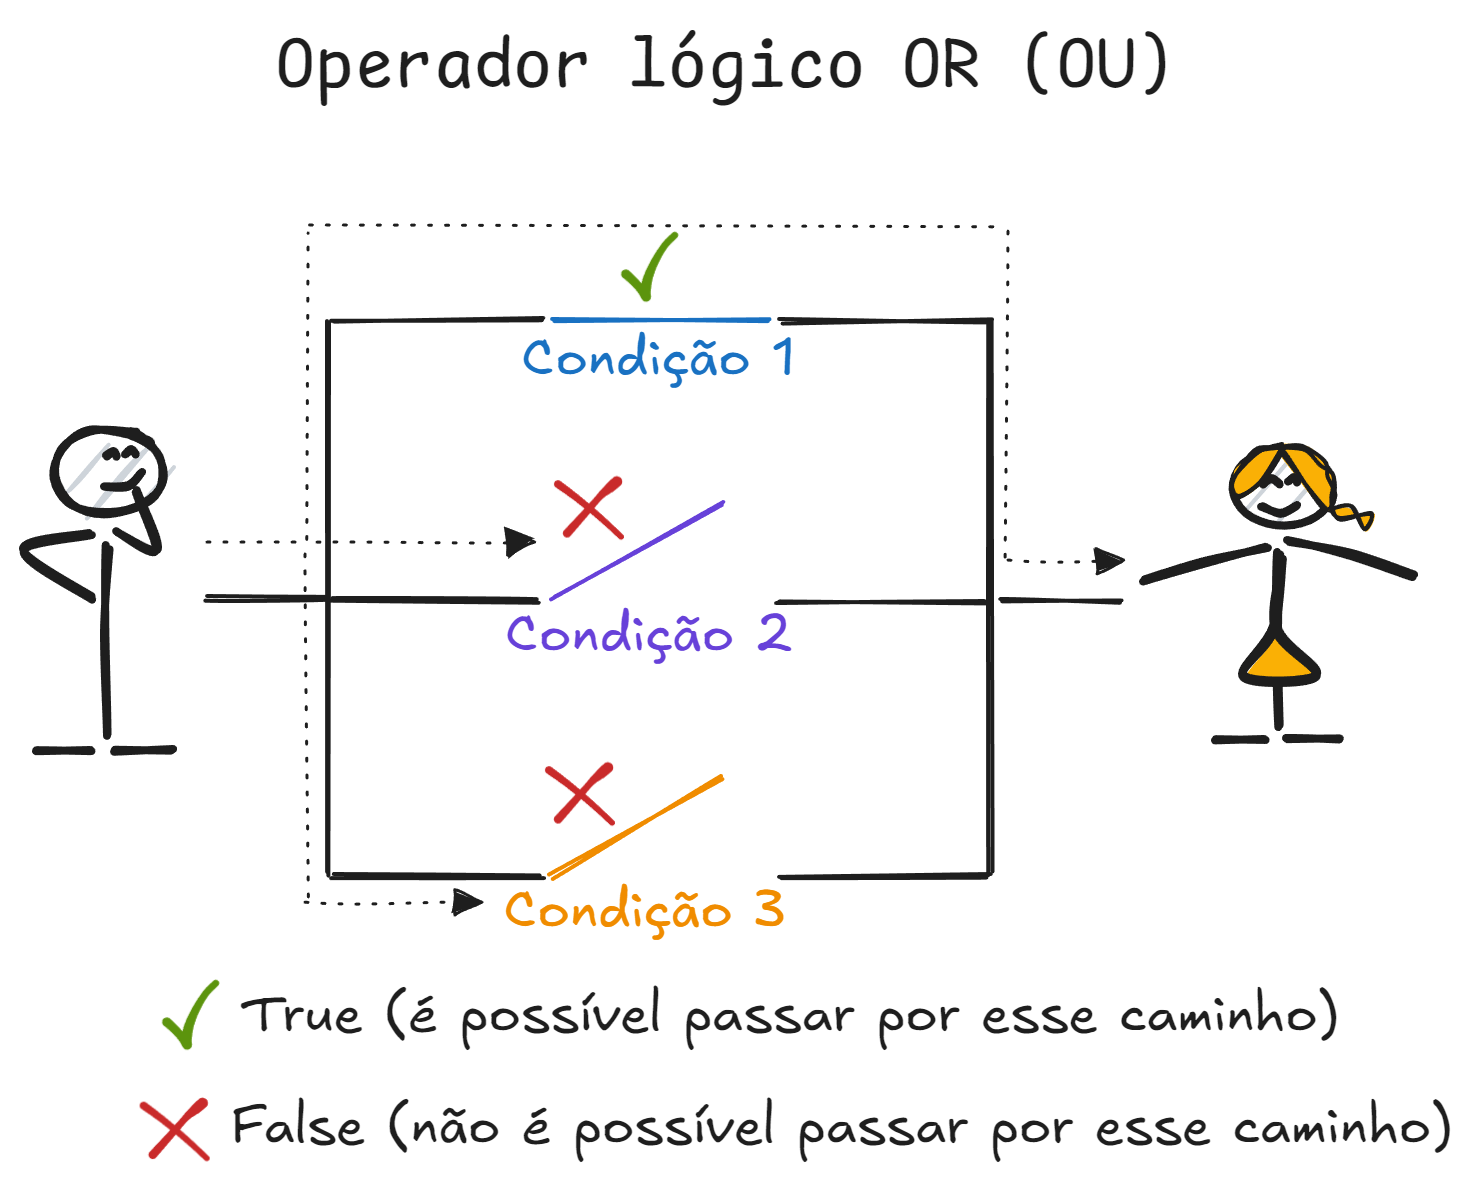 Operador lógico OR (OU)
Condição 1
Condição 2
Condição 3
True (é possível passar por esse caminho)
False (não é possível passar por esse caminho)